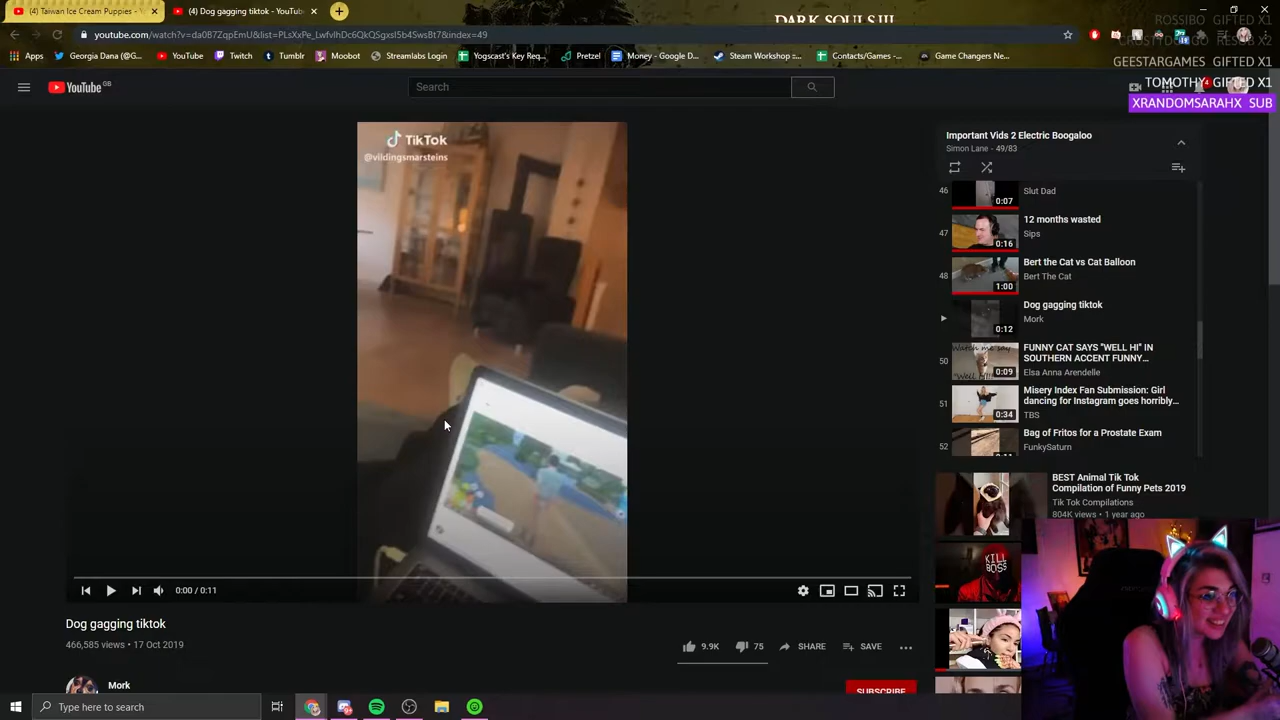 (4) Taiwan Ice Cream Puppies - Y
(4) Dog gagging tiktok - YouTube
DARK SOULS III
ROSSIBO GIFTED X1
youtube.com/watch?v=da0B7ZqpEmU&list=PLsXxPe_LwfvIhDc6QkQSgxsI5b4SwsBt7&index=49
GEESTARGAMES GIFTED X1
Apps
Georgia Dana (@G...
YouTube
Streamlabs Login
Twitch
Tumblr
Moobot
Yogscast's Key Req...
Pretzel
Money - Google D...
Steam Workshop =...
Contacts/Games -...
Game Changers Ne...
TOMOTHY GIFTED X1
XRANDOMSARAHX SUB
YouTube GB
Search
4
TikTok
@vildingsmarsteins
Important Vids 2 Electric Boogaloo
Simon Lane - 49/83
46
Slut Dad
0:07
47
12 months wasted
Sips
0:16
48
Bert the Cat vs Cat Balloon
Bert The Cat
1:00
Dog gagging tiktok
Mork
0:12
50
FUNNY CAT SAYS "WELL HI" IN
SOUTHERN ACCENT FUNNY...
Elsa Anna Arendelle
0:09
51
Misery Index Fan Submission: Girl
dancing for Instagram goes horribly...
TBS
0:34
52
Bag of Fritos for a Prostate Exam
FunkySaturn
BEST Animal Tik Tok
Compilation of Funny Pets 2019
Tik Tok Compilations
804K views • 1 year ago
KILL
BOSS
0:00 / 0:11
Dog gagging tiktok
466,585 views • 17 Oct 2019
9.9K
75
SHARE
SAVE
Mork
SUBSCRIBE
Type here to search